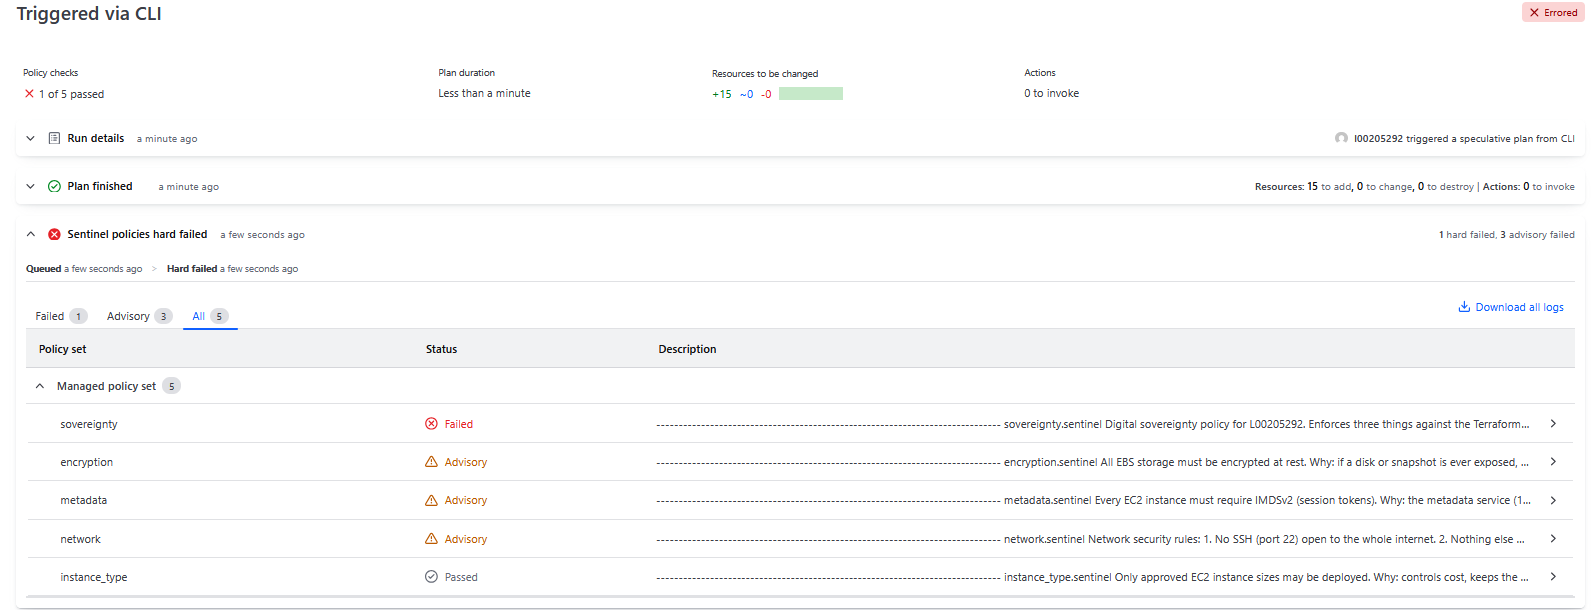 Triggered via CLI
Errored
Policy checks
Plan duration
Resources to be changed
Actions
1 of 5 passed
Less than a minute
+15 ~0 -0
0 to invoke
Run details a minute ago
l00205292 triggered a speculative plan from CLI
Plan finished a minute ago
Resources: 15 to add, 0 to change, 0 to destroy | Actions: 0 to invoke
Sentinel policies hard failed a few seconds ago
1 hard failed, 3 advisory failed
Queued a few seconds ago > Hard failed a few seconds ago
Failed 1 Advisory 3 All 5
Download all logs
Policy set Status Description
Managed policy set 5
sovereignty Failed -------------------------------------------------------------------------- sovereignty.sentinel Digital sovereignty policy for L00205292. Enforces three things against the Terraform...
encryption Advisory -------------------------------------------------------------------------- encryption.sentinel All EBS storage must be encrypted at rest. Why: if a disk or snapshot is ever exposed, ...
metadata Advisory -------------------------------------------------------------------------- metadata.sentinel Every EC2 instance must require IMDSv2 (session tokens). Why: the metadata service (1...
network Advisory -------------------------------------------------------------------------- network.sentinel Network security rules: 1. No SSH (port 22) open to the whole internet. 2. Nothing else ...
instance_type Passed -------------------------------------------------------------------------- instance_type.sentinel Only approved EC2 instance sizes may be deployed. Why: controls cost, keeps the ...